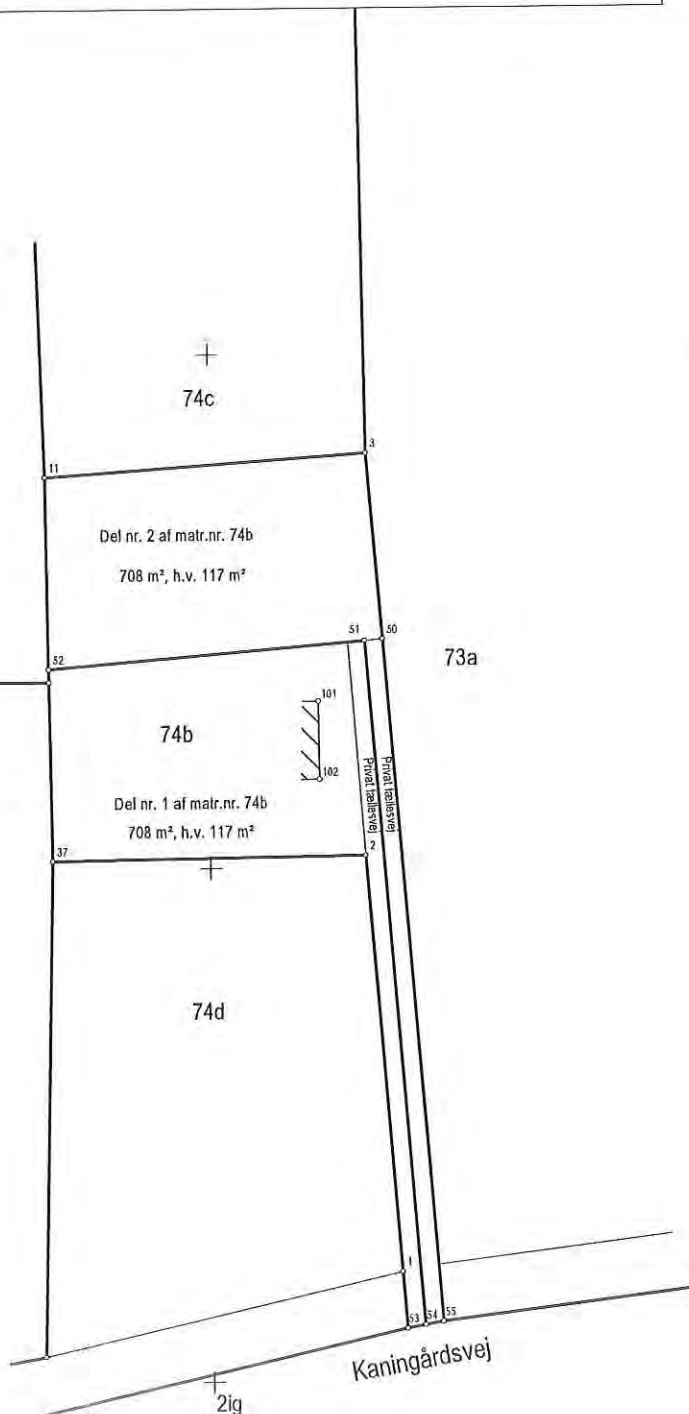 74c
3
11
Del nr. 2 af matr.nr. 74b
708 m², h.v. 117 m²
51
50
52
73a
101
74b
102
Privat fællesvej
Privat fællesvej
Del nr. 1 af matr.nr. 74b
708 m², h.v. 117 m²
2
37
74d
1
53
54
55
Kaningårdsvej
2ig